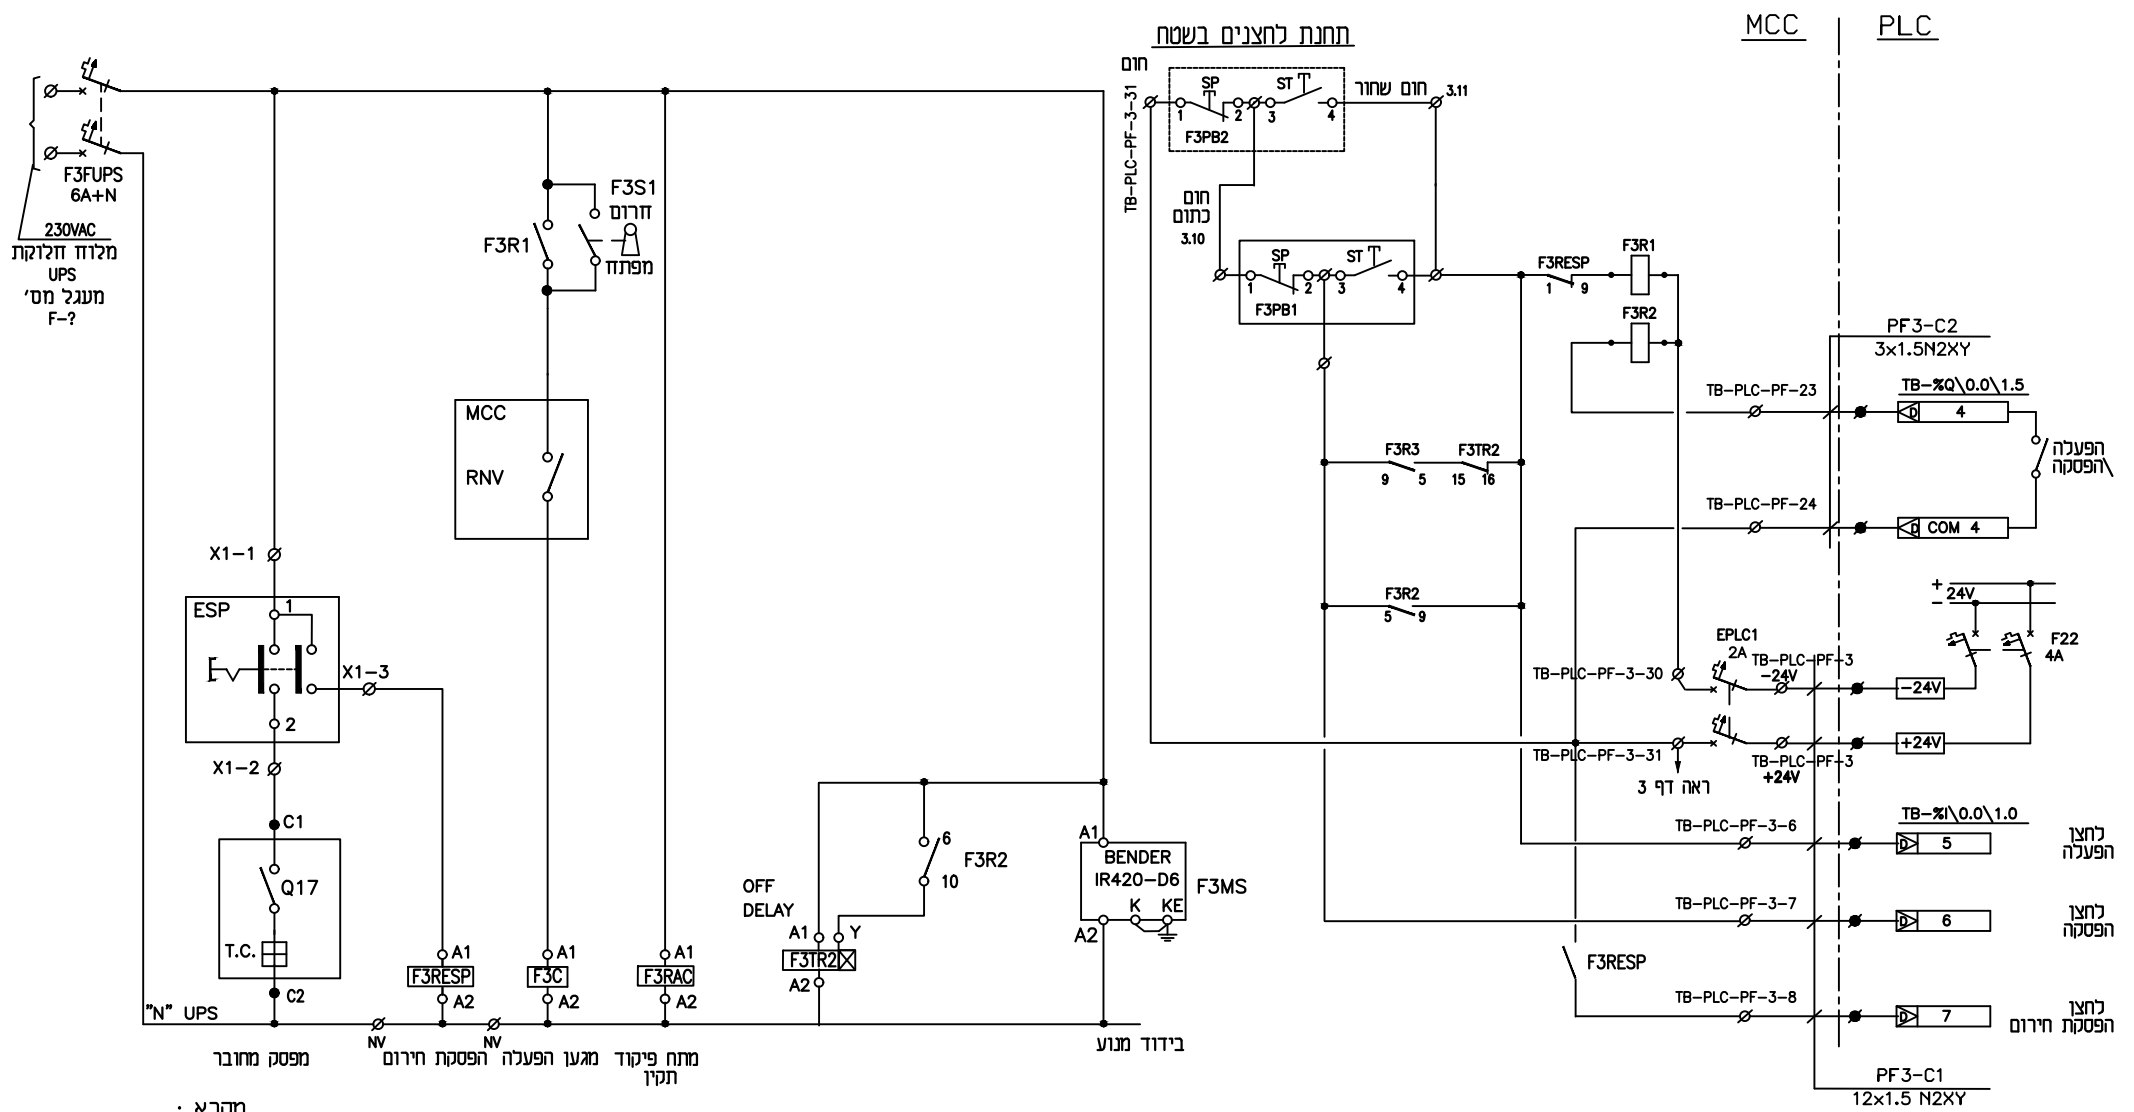 MCC
PLC
תחנת לחצנים בשטח
חום
TB-PLC-PF-3-31
SP
ST
1
2
3
4
F3PB2
חום שחור
3.11
חום
כתום
3.10
SP
ST
1
2
3
4
F3PB1
F3RESP
1
9
F3R1
F3R2
F3FUPS
6A+N
230VAC
מלוח חלוקת
UPS
מעגל מס'
F-?
F3R1
F3S1
חרום
מפתח
MCC
RNV
X1-1
ESP
1
2
X1-3
X1-2
C1
Q17
T.C.
C2
"N" UPS
NV
NV
A1
F3RESP
A2
A1
F3C
A2
A1
F3RAC
A2
OFF
DELAY
A1
Y
F3TR2
A2
6
F3R2
10
A1
BENDER
IR420-D6
K
KE
A2
F3MS
מפסק מחובר
הפסקת חירום
מגען הפעלה
מתח פיקוד
תקין
בידוד מנוע
מקרא :
F3R3
9
5
F3TR2
15
16
F3R2
5
9
PF3-C2
3x1.5N2XY
TB-PLC-PF-23
TB-%Q\0.0\1.5
D
4
הפעלה
\הפסקה
TB-PLC-PF-24
D
COM 4
+
24V
-
F22
4A
EPLC1
2A
TB-PLC-PF-3
-24V
TB-PLC-PF-3-30
-24V
+24V
TB-PLC-PF-3-31
TB-PLC-PF-3
+24V
ראה דף 3
TB-%I\0.0\1.0
TB-PLC-PF-3-6
D
5
לחצן
הפעלה
TB-PLC-PF-3-7
D
6
לחצן
הפסקה
F3RESP
TB-PLC-PF-3-8
D
7
לחצן
הפסקת חירום
PF3-C1
12x1.5 N2XY